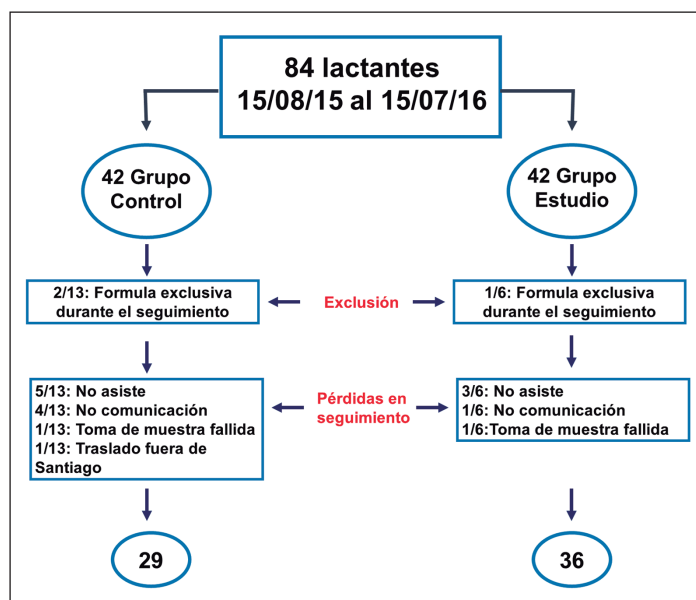 84 lactantes
15/08/15 al 15/07/16
42 Grupo
Control
42 Grupo
Estudio
2/13: Formula exclusiva
durante el seguimiento
Exclusión
1/6: Formula exclusiva
durante el seguimiento
5/13: No asiste
4/13: No comunicación
1/13: Toma de muestra fallida
1/13: Traslado fuera de
Santiago
Pérdidas en
seguimiento
3/6: No asiste
1/6: No comunicación
1/6:Toma de muestra fallida
29
36